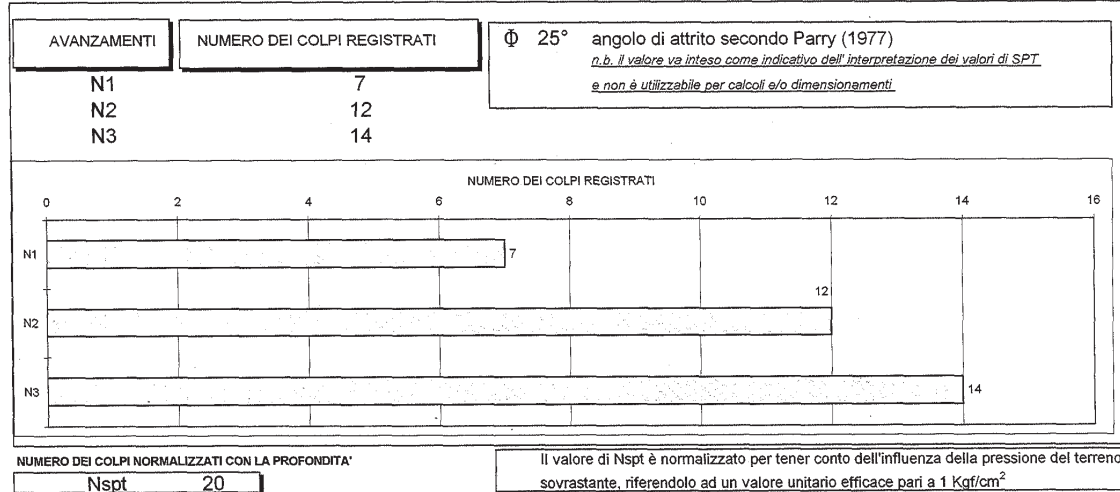 AVANZAMENTI NUMERO DEI COLPI REGISTRATI
N1 7
N2 12
N3 14
Φ 25° angolo di attrito secondo Parry (1977)
n.b. il valore va inteso come indicativo dell' interpretazione dei valori di SPT
e non è utilizzabile per calcoli e/o dimensionamenti
NUMERO DEI COLPI REGISTRATI
0 2 4 6 8 10 12 14 16
N1 7
N2 12
N3 14
NUMERO DEI COLPI NORMALIZZATI CON LA PROFONDITA'
Nspt 20
Il valore di Nspt è normalizzato per tener conto dell'influenza della pressione del terreno
sovrastante, riferendolo ad un valore unitario efficace pari a 1 Kgf/cm²